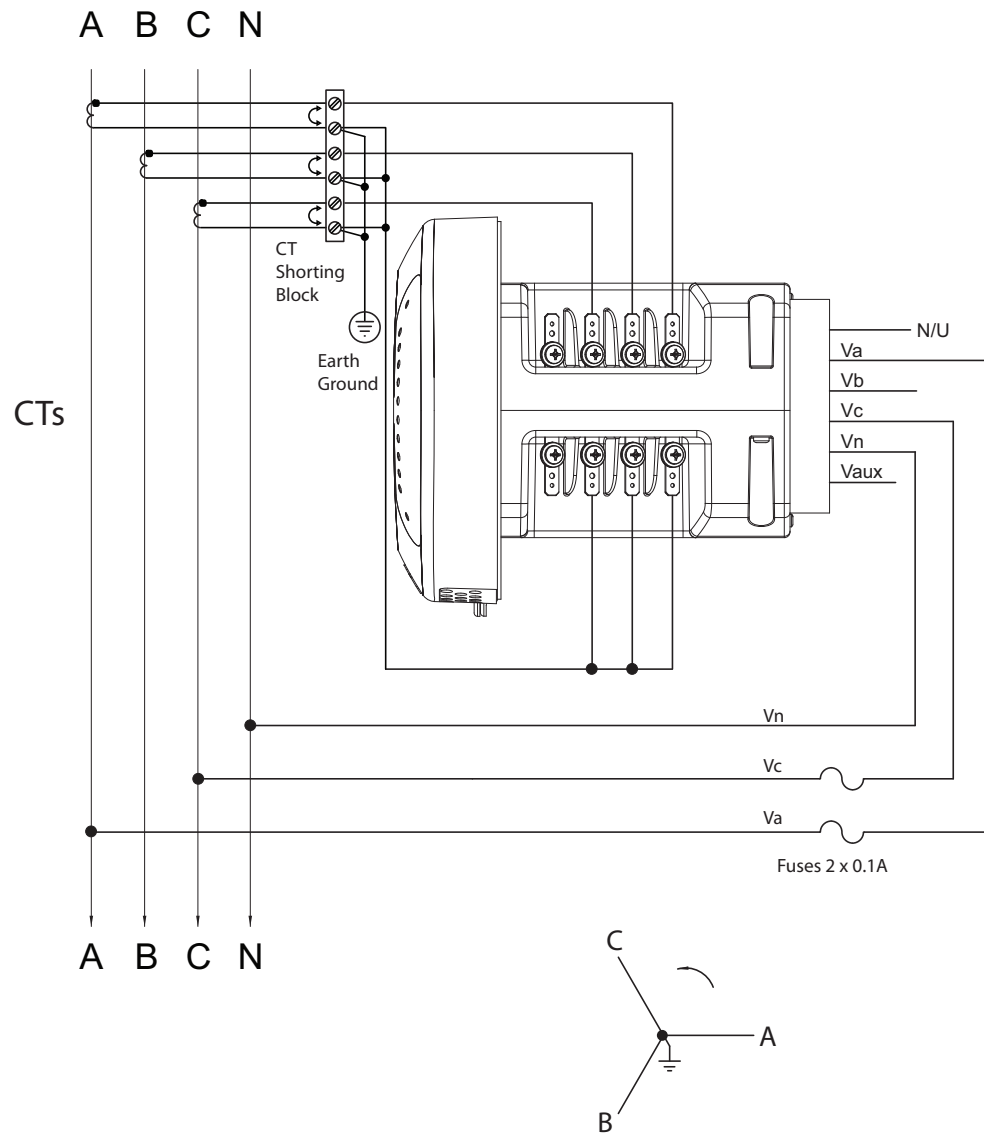 A B C N
CT
Shorting
Block
Earth
Ground
N/U
Va
Vb
Vc
Vn
Vaux
CTs
Vn
Vc
Va
Fuses 2 x 0.1A
A B C N
C
A
B